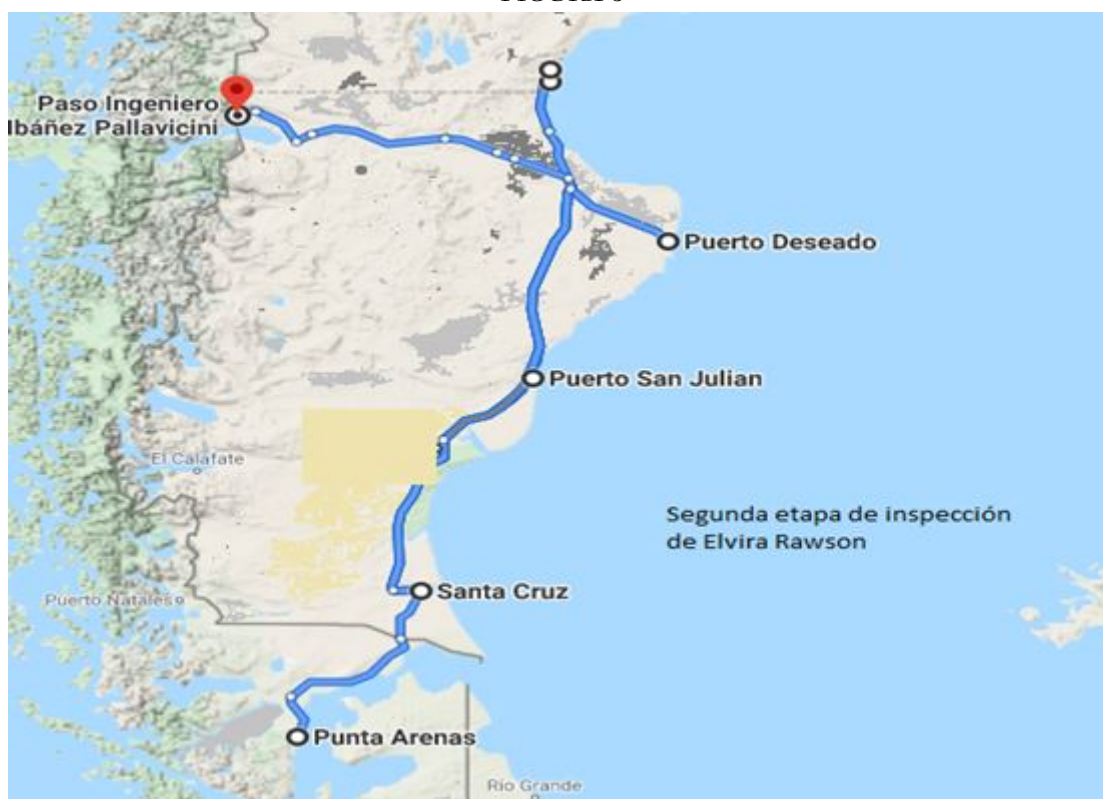 Paso Ingeniero
Ibáñez Pallavicini
Puerto Deseado
Puerto San Julian
El Calafate
Segunda etapa de inspección
de Elvira Rawson
Santa Cruz
Puerto Natales
Punta Arenas
Río Grande